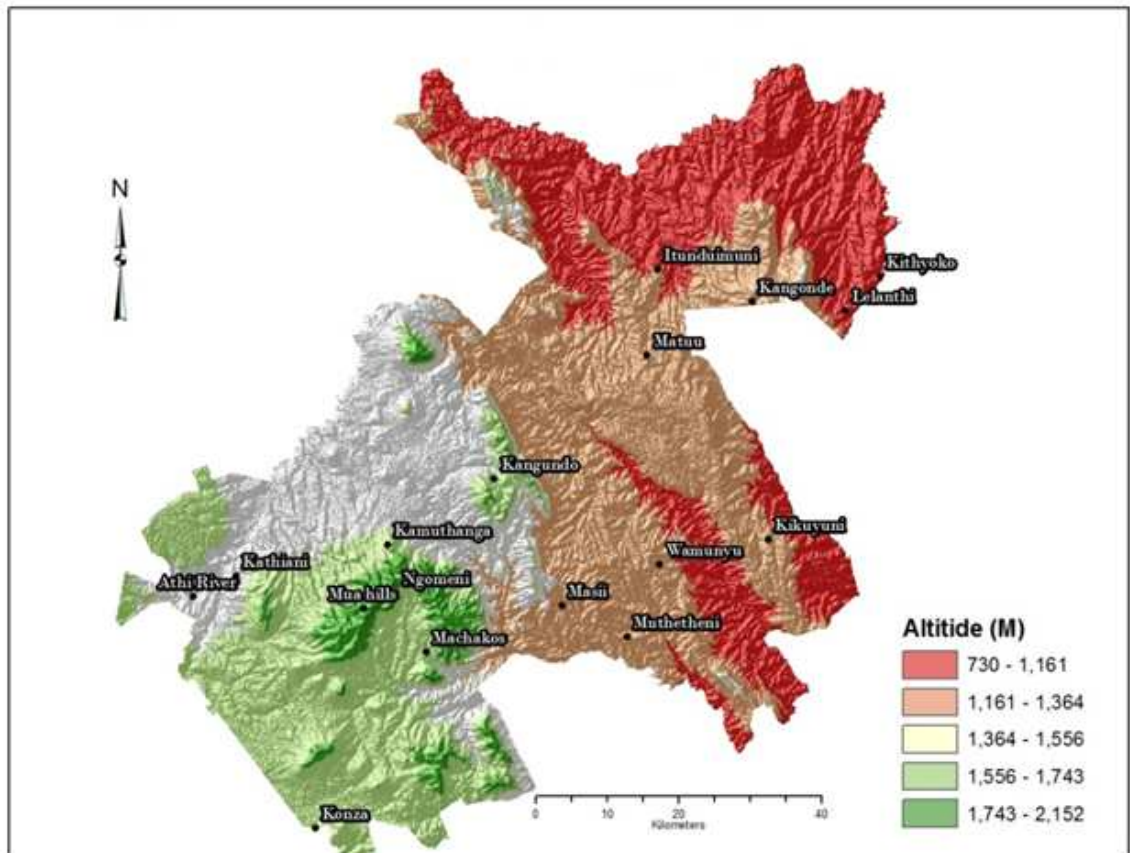 N
Itunduimuni
Kithyoko
Kangonde
Lelanthi
Matuu
Kangundo
Kamuthanga
Kikuyuni
Kathiani
Wamunyu
Athi River
Ngomeni
Mua hills
Masii
Muthetheni
Machakos
Konza
Altitide (M)
730 - 1,161
1,161 - 1,364
1,364 - 1,556
1,556 - 1,743
1,743 - 2,152
0 10 20 40
Kilometers